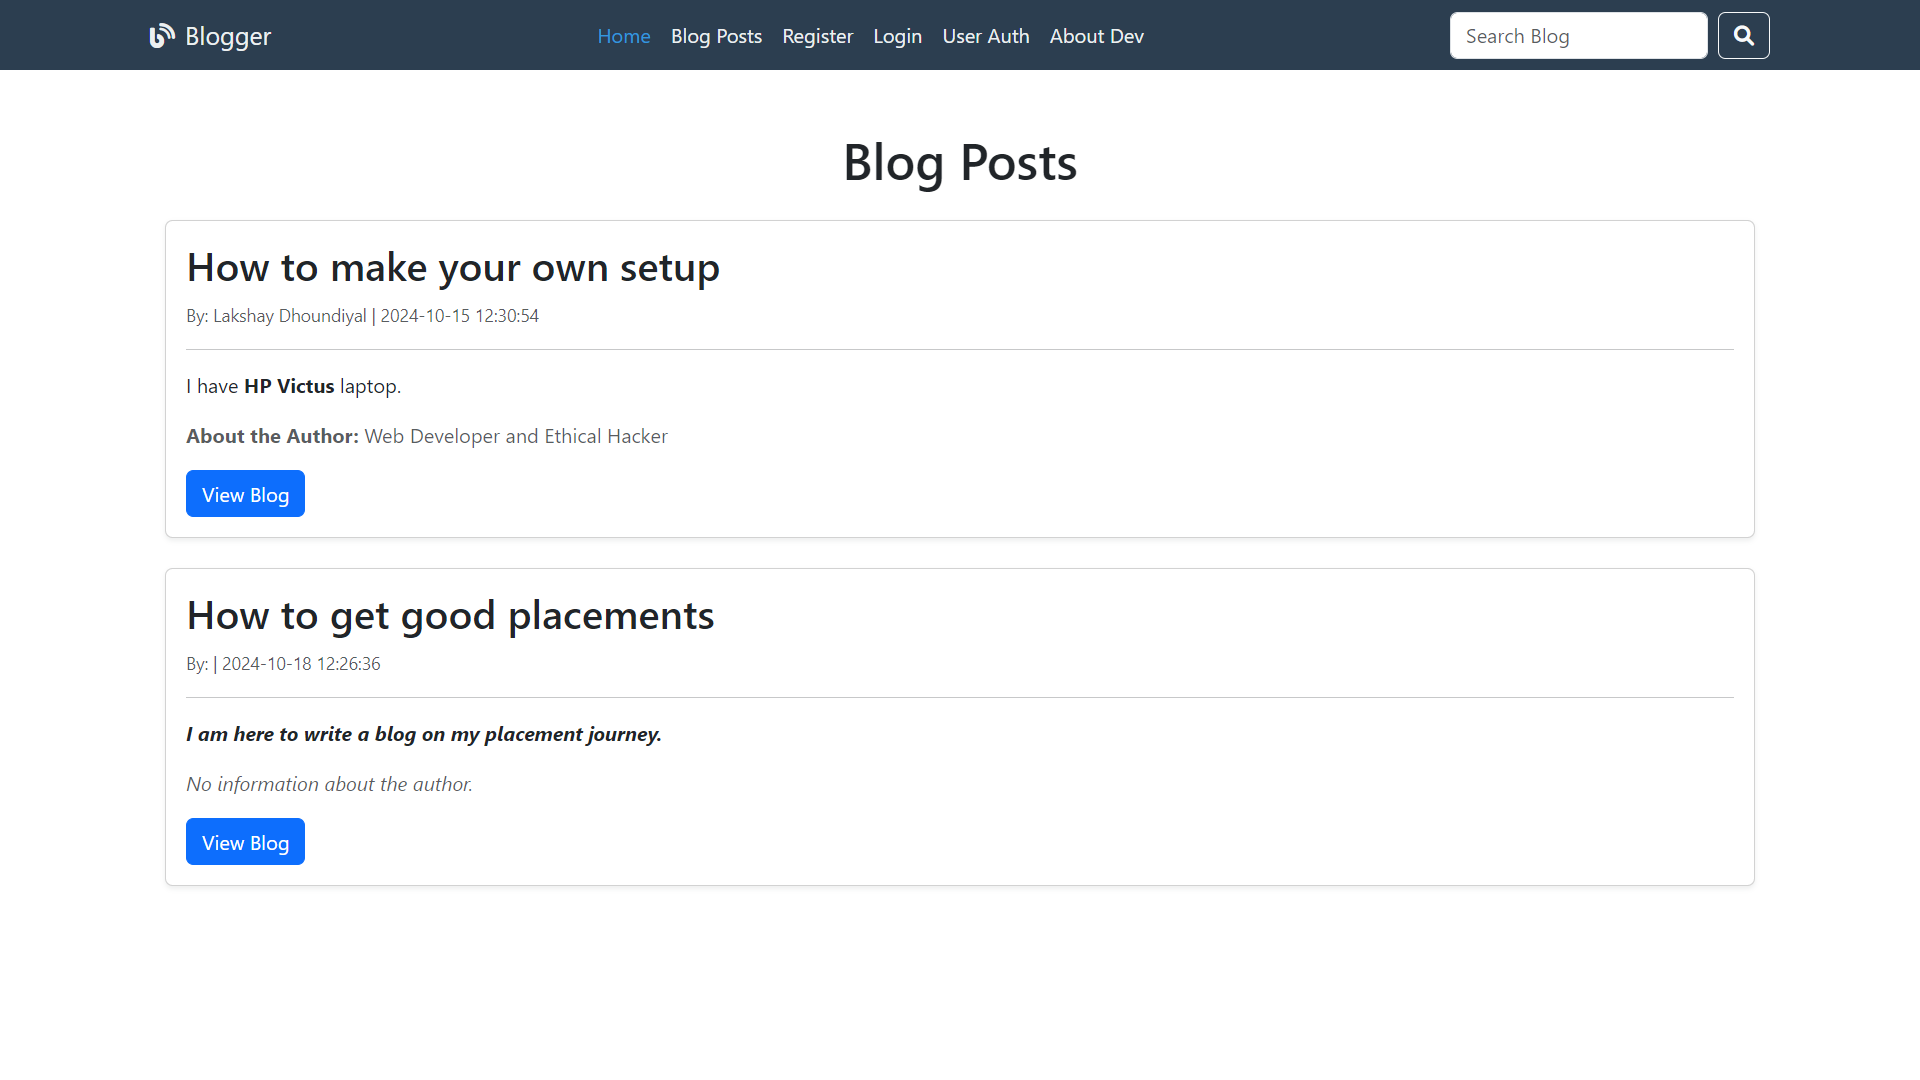 Blogger
Home Blog Posts Register Login User Auth About Dev
Search Blog
Blog Posts
How to make your own setup
By: Lakshay Dhoundiyal | 2024-10-15 12:30:54
I have HP Victus laptop.
About the Author: Web Developer and Ethical Hacker
View Blog
How to get good placements
By: | 2024-10-18 12:26:36
I am here to write a blog on my placement journey.
No information about the author.
View Blog